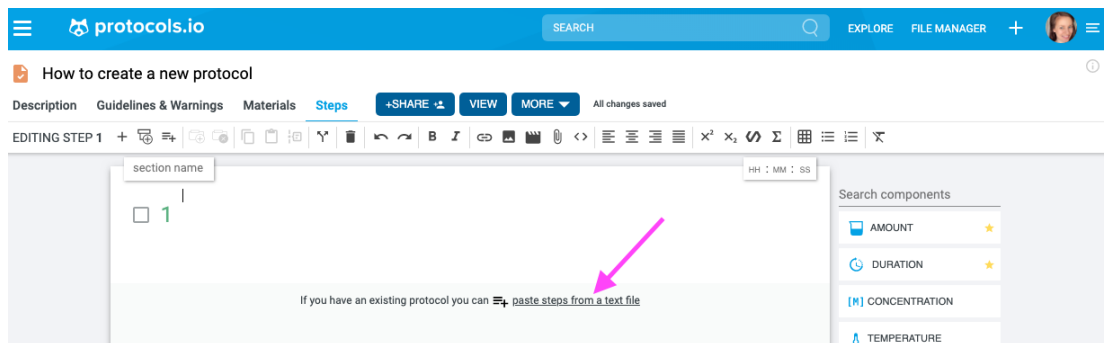 protocols.io
SEARCH
EXPLORE FILE MANAGER
How to create a new protocol
Description Guidelines & Warnings Materials Steps +SHARE VIEW MORE All changes saved
EDITING STEP 1 B I X² X₂ Σ
section name
HH : MM : SS
1
Search components
AMOUNT
DURATION
[M] CONCENTRATION
TEMPERATURE
If you have an existing protocol you can paste steps from a text file